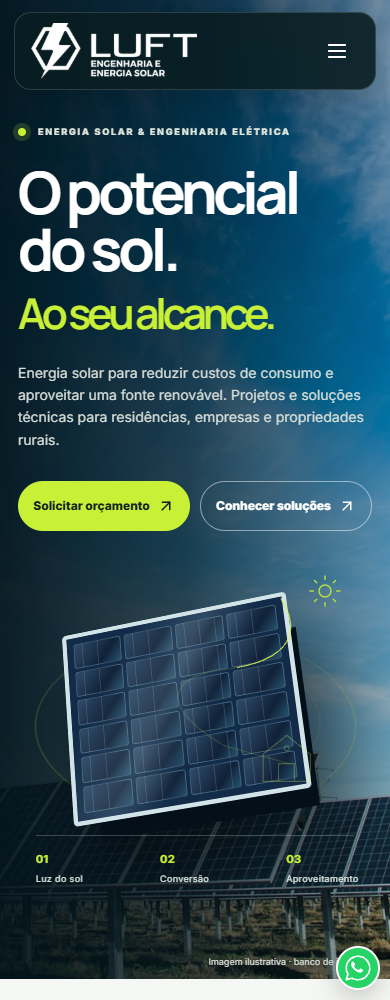 LUFT
ENGENHARIA E
ENERGIA SOLAR
ENERGIA SOLAR & ENGENHARIA ELÉTRICA
O potencial
do sol.
Ao seu alcance.
Energia solar para reduzir custos de consumo e
aproveitar uma fonte renovável. Projetos e soluções
técnicas para residências, empresas e propriedades
rurais.
Solicitar orçamento
Conhecer soluções
01 02 03
Luz do sol Conversão Aproveitamento
Imagem ilustrativa · banco de